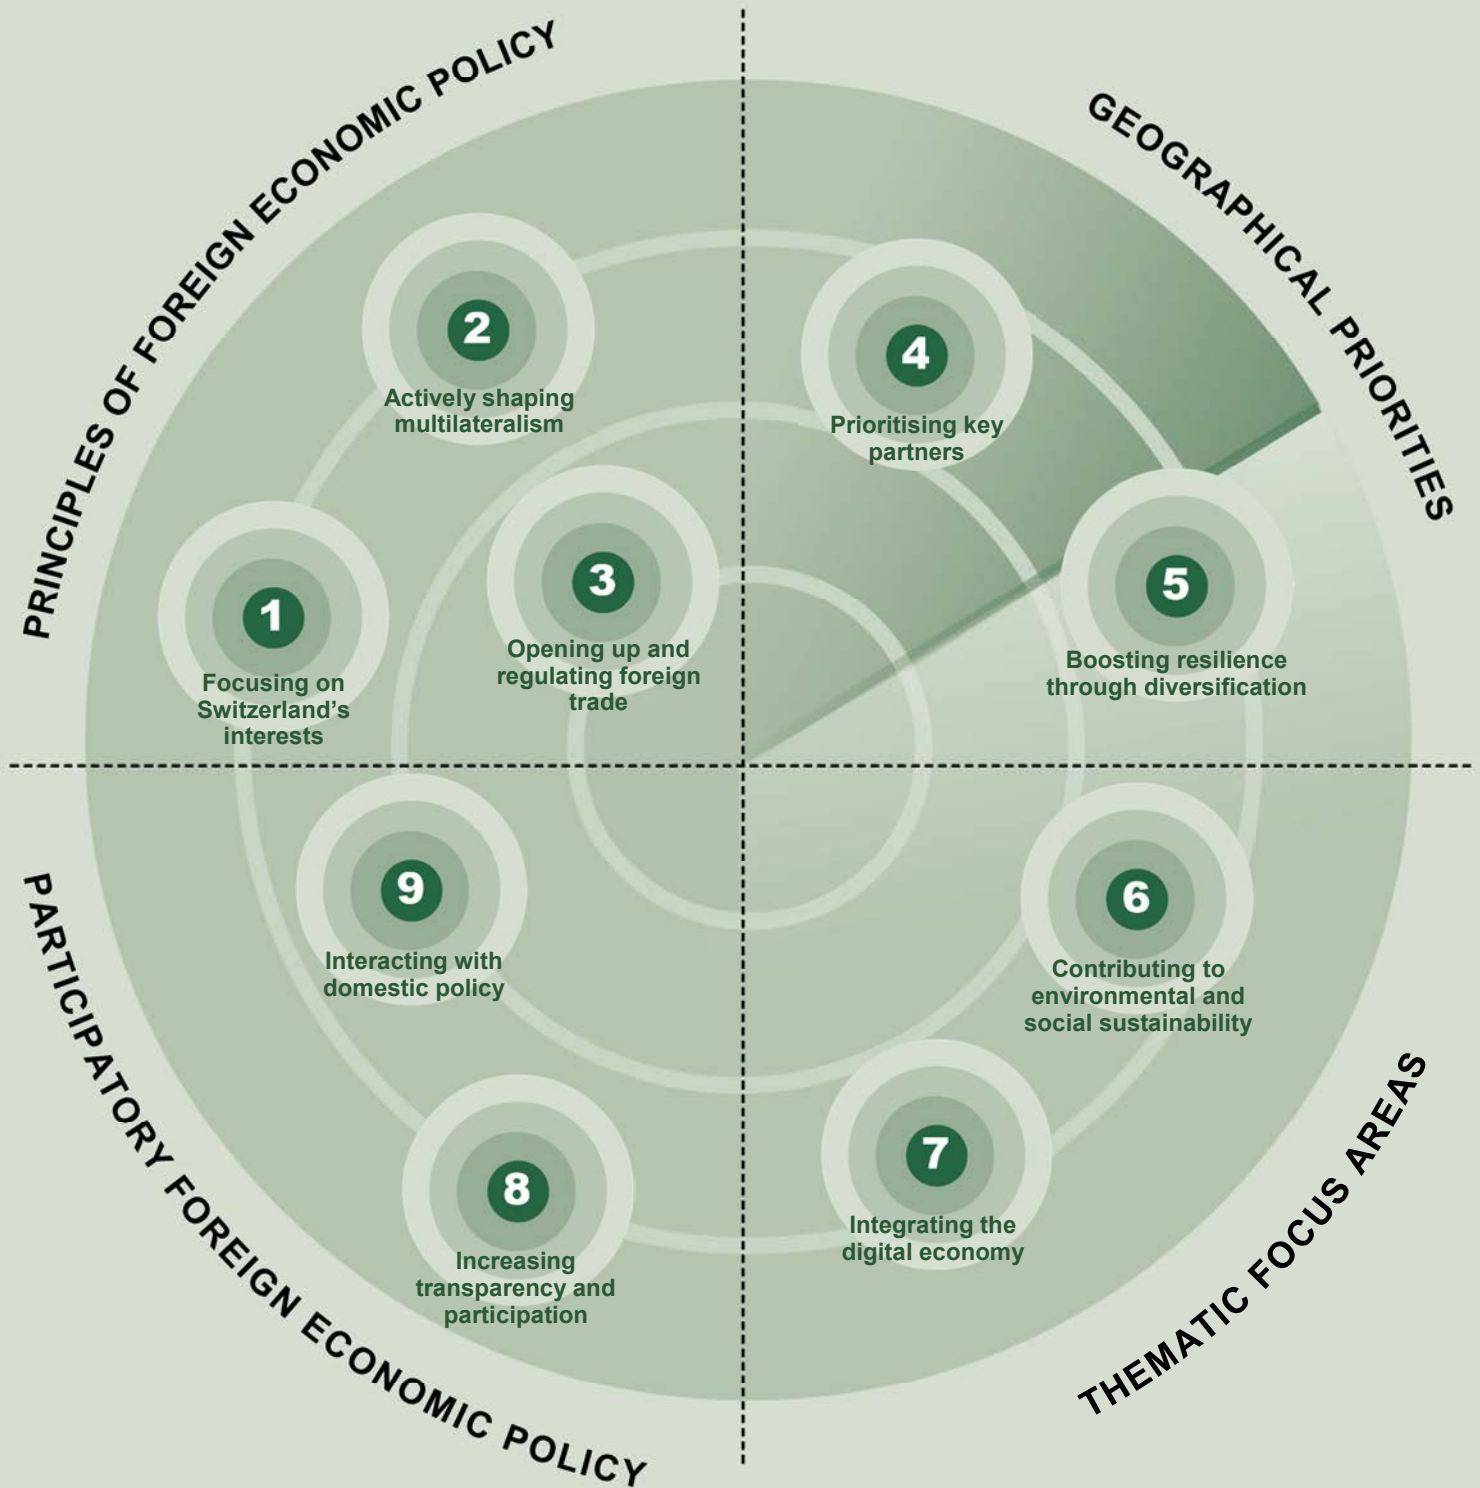 PRINCIPLES OF FOREIGN ECONOMIC POLICY
1
Focusing on
Switzerland’s
interests
2
Actively shaping
multilateralism
3
Opening up and
regulating foreign
trade
GEOGRAPHICAL PRIORITIES
4
Prioritising key
partners
5
Boosting resilience
through diversification
THEMATIC FOCUS AREAS
6
Contributing to
environmental and
social sustainability
7
Integrating the
digital economy
PARTICIPATORY FOREIGN ECONOMIC POLICY
8
Increasing
transparency and
participation
9
Interacting with
domestic policy